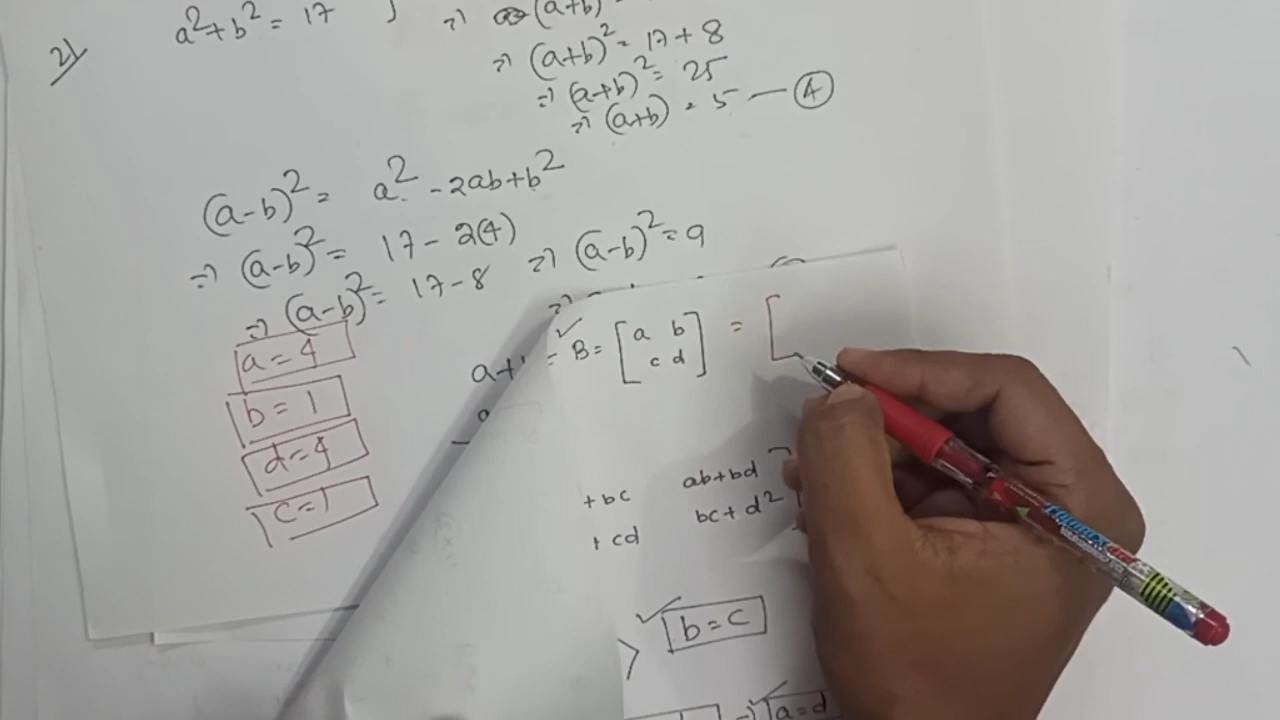 2)
a²+b² = 17
⇒ (a+b)
⇒ (a+b)² = 17+8
⇒ (a+b)² = 25
⇒ (a+b) = 5 — ④
(a-b)² = a² - 2ab + b²
⇒ (a-b)² = 17 - 2(4)
⇒ (a-b)² = 17 - 8 ⇒ (a-b)² = 9
a = 4
b = 1
d = 4
c = 1
a+
= B = [a b
c d] = [
+ bc ab+bd
+ cd bc+d²
b = c
a = d